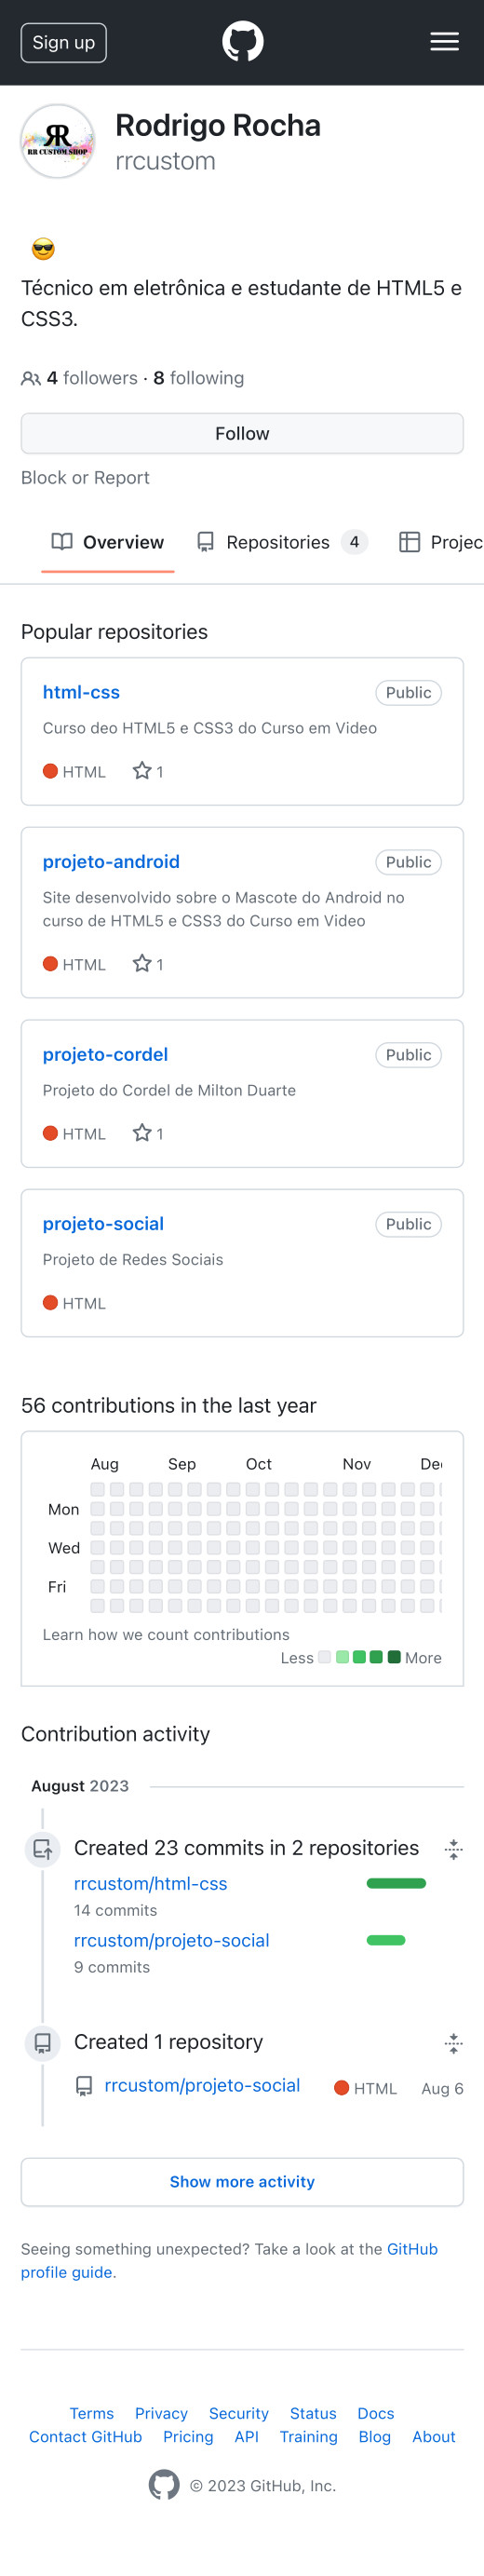 Sign up
RR
RR CUSTOM SHOP
Rodrigo Rocha
rrcustom
😎
Técnico em eletrônica e estudante de HTML5 e
CSS3.
4 followers · 8 following
Follow
Block or Report
Overview Repositories 4 Projec
Popular repositories
html-css Public
Curso deo HTML5 e CSS3 do Curso em Video
HTML 1
projeto-android Public
Site desenvolvido sobre o Mascote do Android no
curso de HTML5 e CSS3 do Curso em Video
HTML 1
projeto-cordel Public
Projeto do Cordel de Milton Duarte
HTML 1
projeto-social Public
Projeto de Redes Sociais
HTML
56 contributions in the last year
Aug Sep Oct Nov Dec
Mon
Wed
Fri
Learn how we count contributions
Less More
Contribution activity
August 2023
Created 23 commits in 2 repositories
rrcustom/html-css
14 commits
rrcustom/projeto-social
9 commits
Created 1 repository
rrcustom/projeto-social HTML Aug 6
Show more activity
Seeing something unexpected? Take a look at the GitHub
profile guide.
Terms Privacy Security Status Docs
Contact GitHub Pricing API Training Blog About
© 2023 GitHub, Inc.